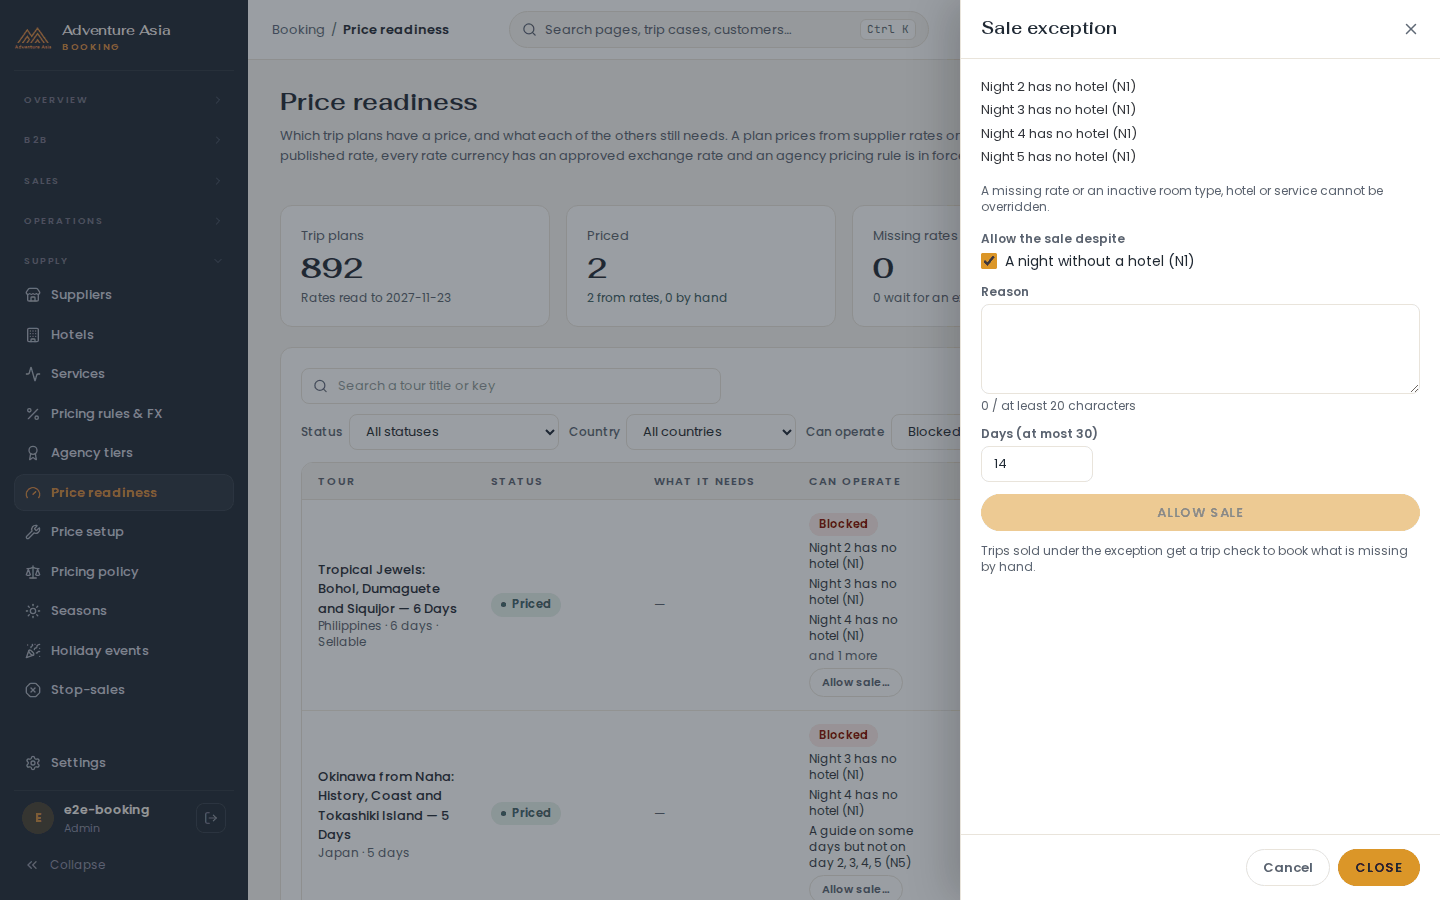 Adventure Asia
BOOKING
Adventure Asia
OVERVIEW
B2B
SALES
OPERATIONS
SUPPLY
Suppliers
Hotels
Services
Pricing rules & FX
Agency tiers
Price readiness
Price setup
Pricing policy
Seasons
Holiday events
Stop-sales
Settings
E
e2e-booking
Admin
Collapse
Booking / Price readiness
Search pages, trip cases, customers...
Ctrl K
Price readiness
Which trip plans have a price, and what each of the others still needs. A plan prices from supplier rates
published rate, every rate currency has an approved exchange rate and an agency pricing rule is in
Trip plans
892
Rates read to 2027-11-23
Priced
2
2 from rates, 0 by hand
Missing rates
0
0 wait for an
Search a tour title or key
Status
All statuses
Country
All countries
Can operate
Blocked
TOUR
STATUS
WHAT IT NEEDS
CAN OPERATE
Tropical Jewels:
Bohol, Dumaguete
and Siquijor — 6 Days
Philippines · 6 days ·
Sellable
Priced
—
Blocked
Night 2 has no
hotel (N1)
Night 3 has no
hotel (N1)
Night 4 has no
hotel (N1)
and 1 more
Allow sale...
Okinawa from Naha:
History, Coast and
Tokashiki Island — 5
Days
Japan · 5 days
Priced
—
Blocked
Night 3 has no
hotel (N1)
Night 4 has no
hotel (N1)
A guide on some
days but not on
day 2, 3, 4, 5 (N5)
Allow sale...
Sale exception
Night 2 has no hotel (N1)
Night 3 has no hotel (N1)
Night 4 has no hotel (N1)
Night 5 has no hotel (N1)
A missing rate or an inactive room type, hotel or service cannot be
overridden.
Allow the sale despite
A night without a hotel (N1)
Reason
0 / at least 20 characters
Days (at most 30)
14
ALLOW SALE
Trips sold under the exception get a trip check to book what is missing
by hand.
Cancel
CLOSE